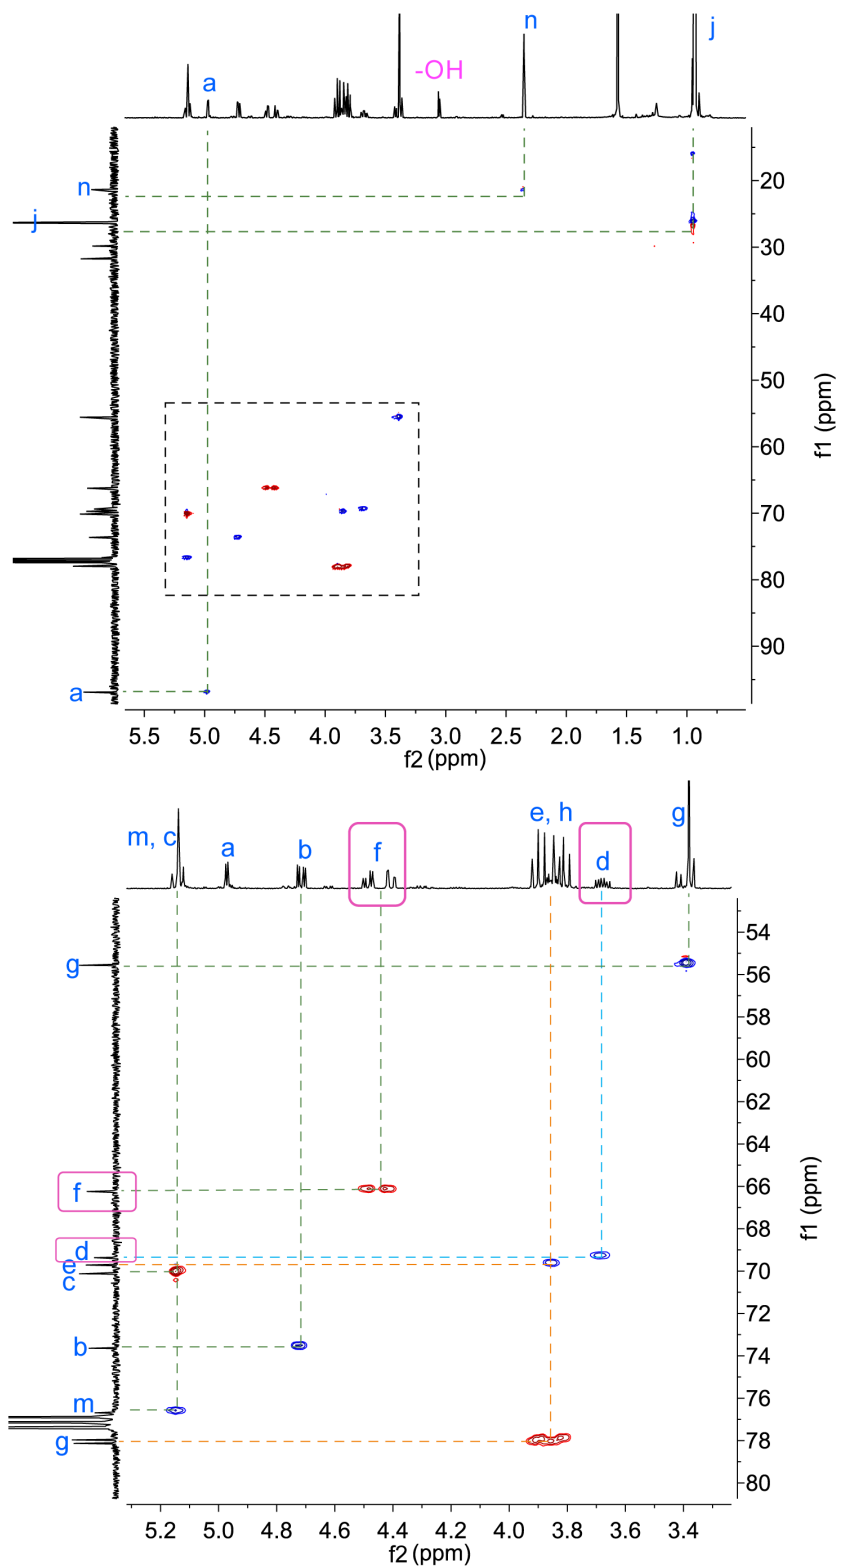 n
j
-OH
a
n
j
a
20
30
40
50
60
70
80
90
f1 (ppm)
5.5 5.0 4.5 4.0 3.5 3.0 2.5 2.0 1.5 1.0
f2 (ppm)
m, c
a
b
f
e, h
d
g
g
f
d
e
c
b
m
g
54
56
58
60
62
64
66
68
70
72
74
76
78
80
f1 (ppm)
5.2 5.0 4.8 4.6 4.4 4.2 4.0 3.8 3.6 3.4
f2 (ppm)